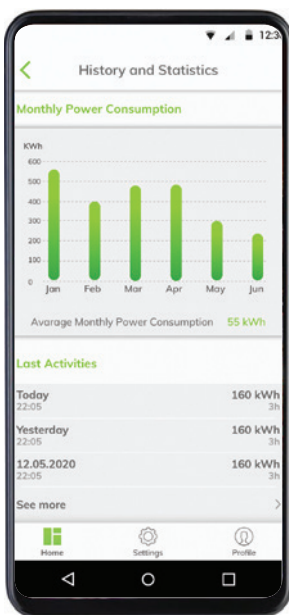 12:3
History and Statistics
Monthly Power Consumption
KWh
600
500
400
300
200
100
0
Jan Feb Mar Apr May Jun
Avarage Monthly Power Consumption 55 kWh
Last Activities
Today 160 kWh
22:05 3h
Yesterday 160 kWh
22:05 3h
12.05.2020 160 kWh
22:05 3h
See more
Home Settings Profile